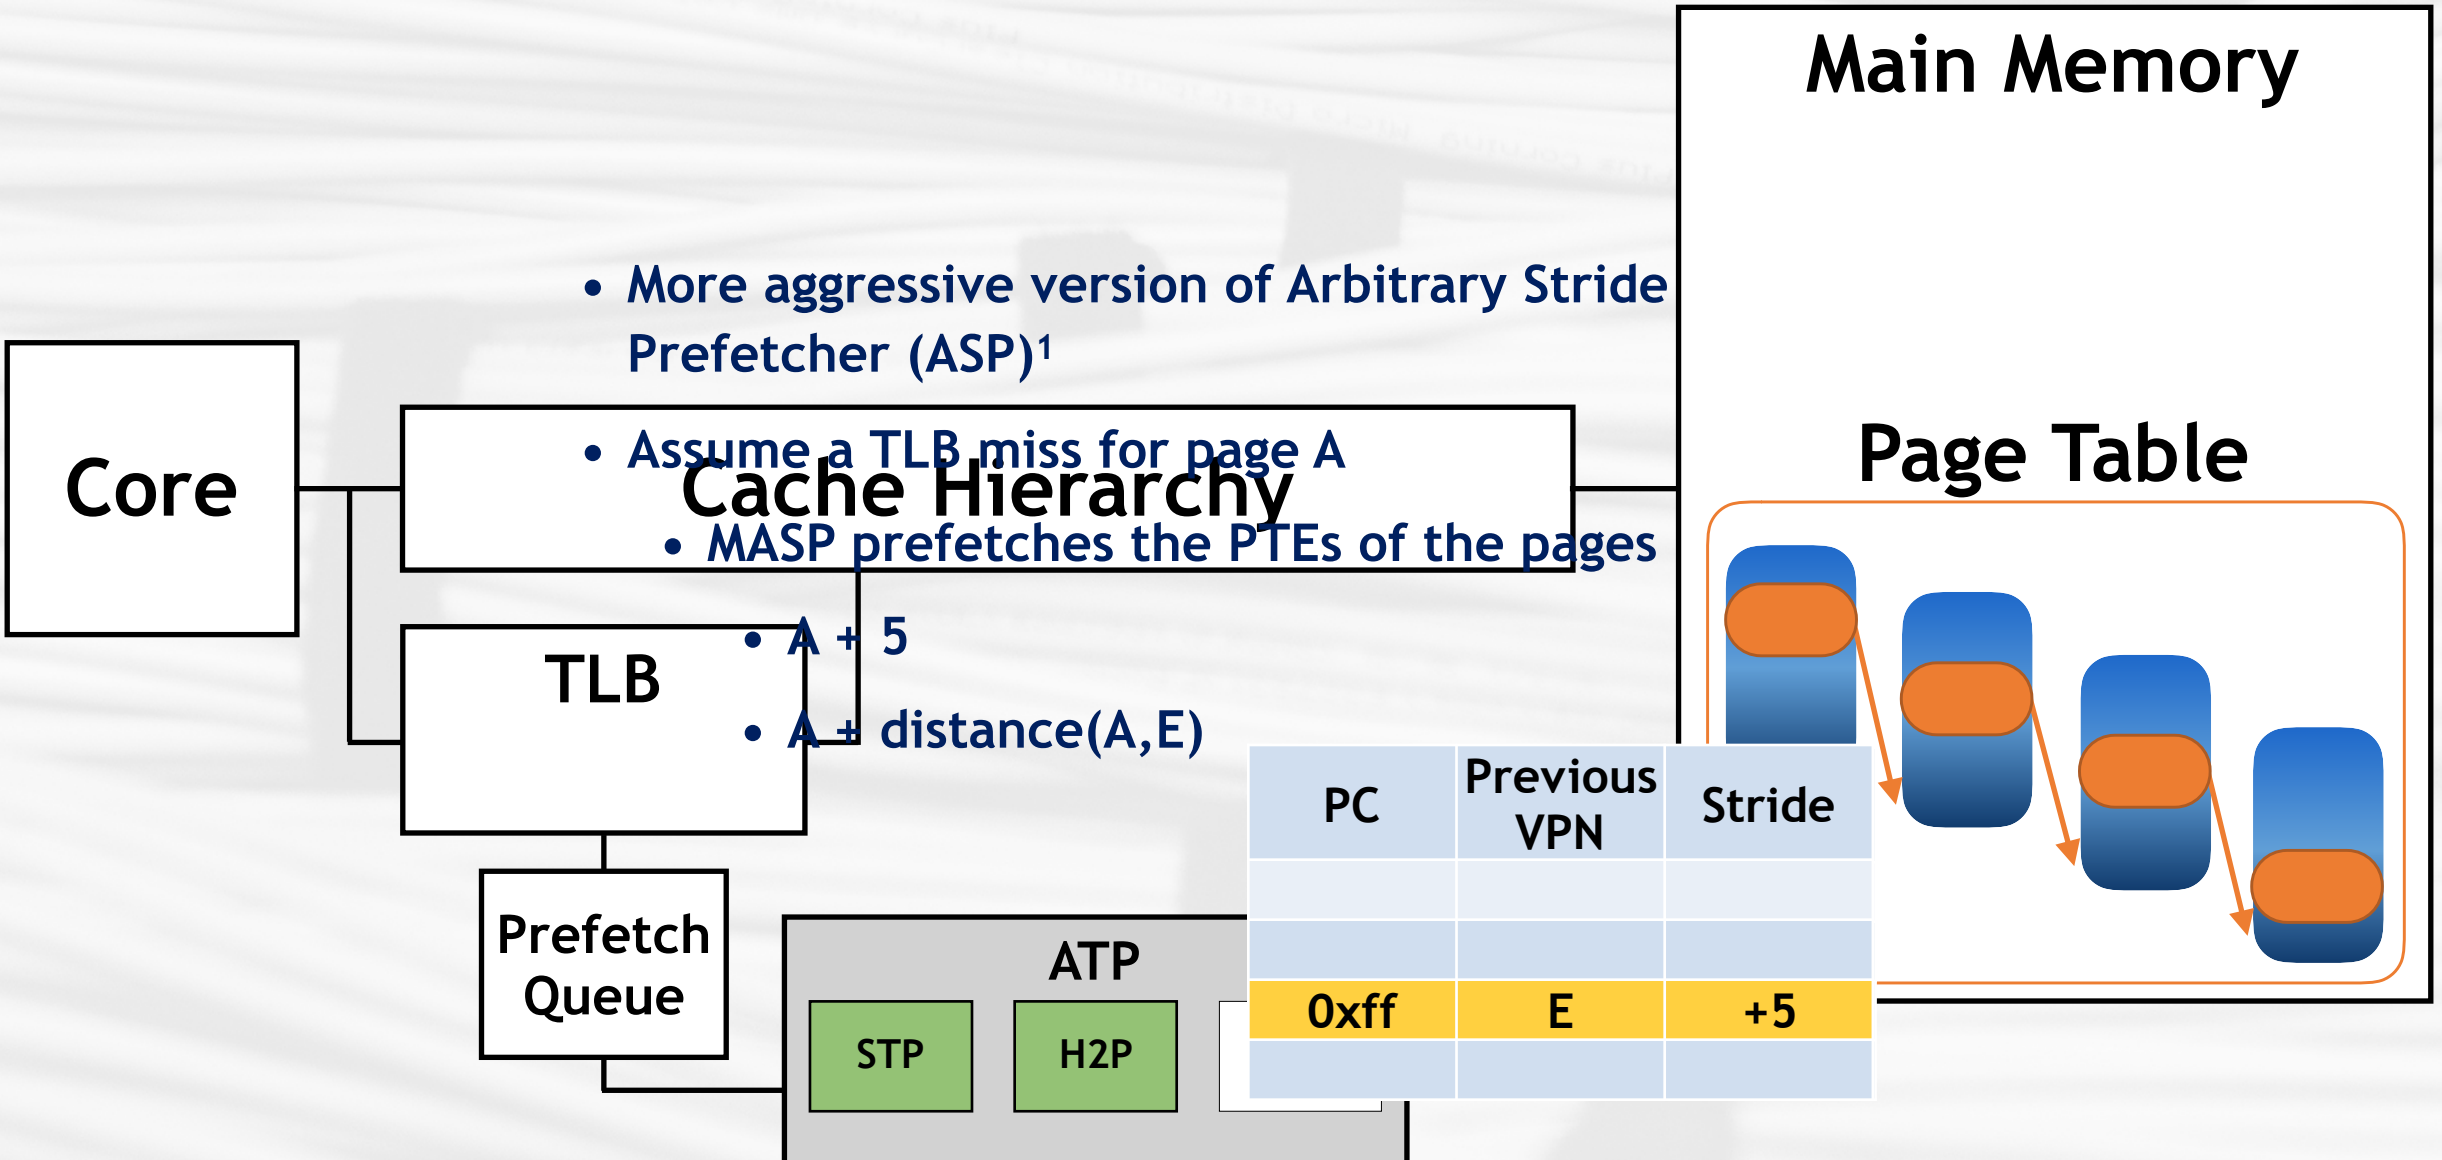 Main Memory
• More aggressive version of Arbitrary Stride
Prefetcher (ASP)¹
Core
Cache Hierarchy
• Assume a TLB miss for page A
• MASP prefetches the PTEs of the pages
• A + 5
• A + distance(A,E)
Page Table
TLB
Prefetch
Queue
ATP
STP
H2P
PC
Previous
VPN
Stride
0xff
E
+5